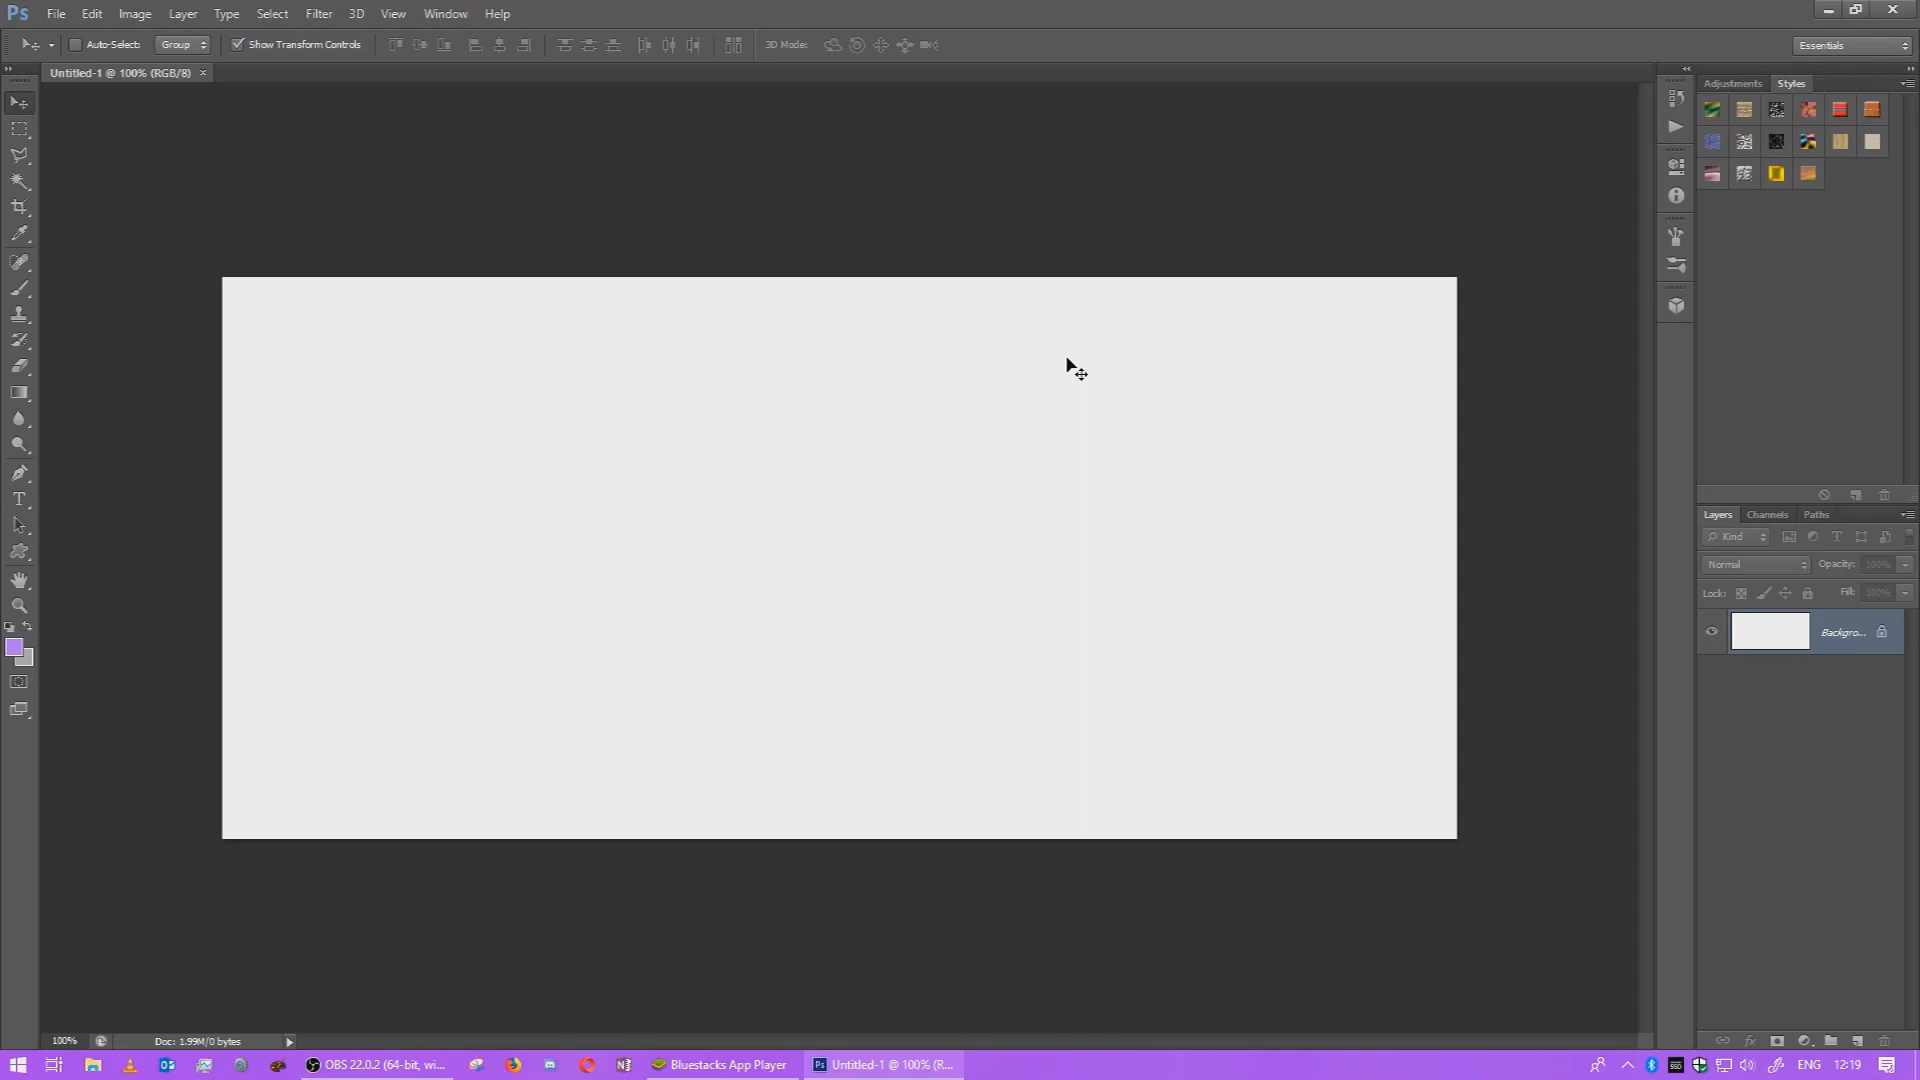 Ps File Edit Image Layer Type Select Filter 3D View Window Help
Auto-Select: Group Show Transform Controls 3D Mode: Essentials
Untitled-1 @ 100% (RGB/8) ×
Adjustments Styles
Layers Channels Paths
Kind
Normal Opacity: 100%
Lock: Fill: 100%
Backgro...
100% Doc: 1.99M/0 bytes
OBS 22.0.2 (64-bit, wi... Bluestacks App Player Untitled-1 @ 100% (R... ENG 12:19